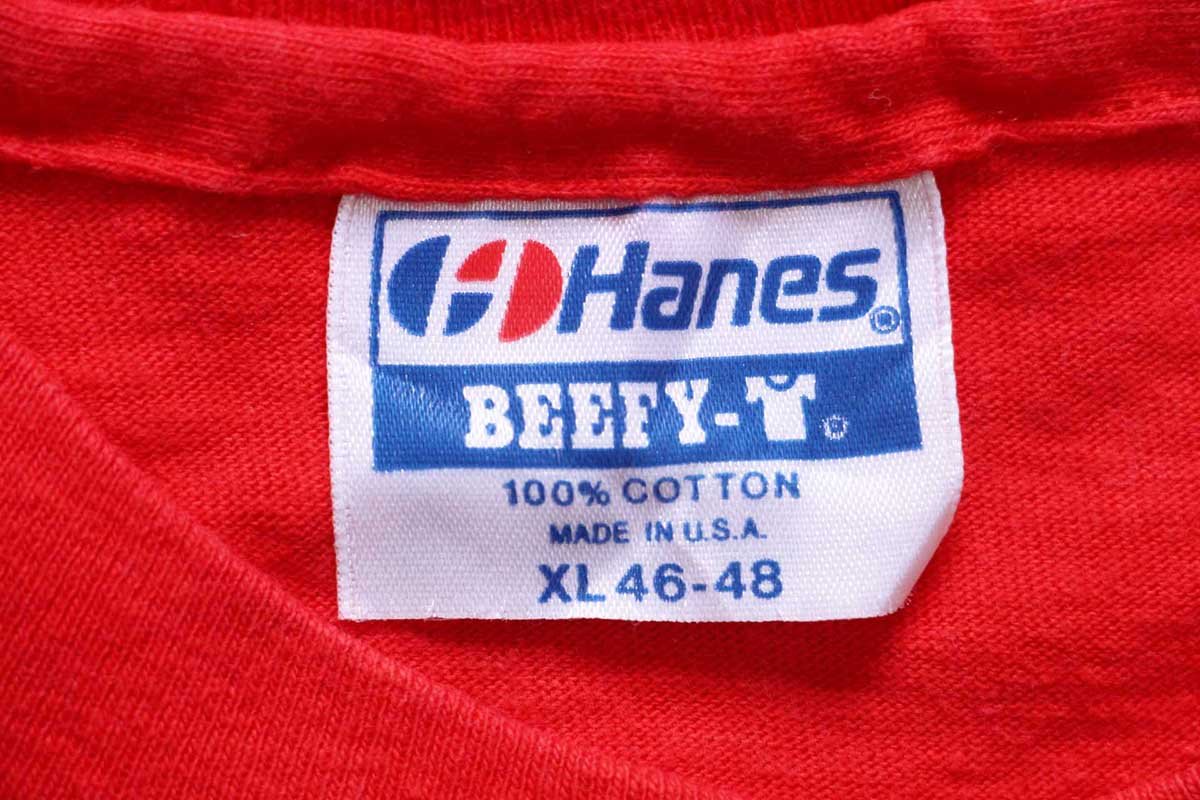 Hanes®
BEEFY-T®
100% COTTON
MADE IN U.S.A.
XL 46-48